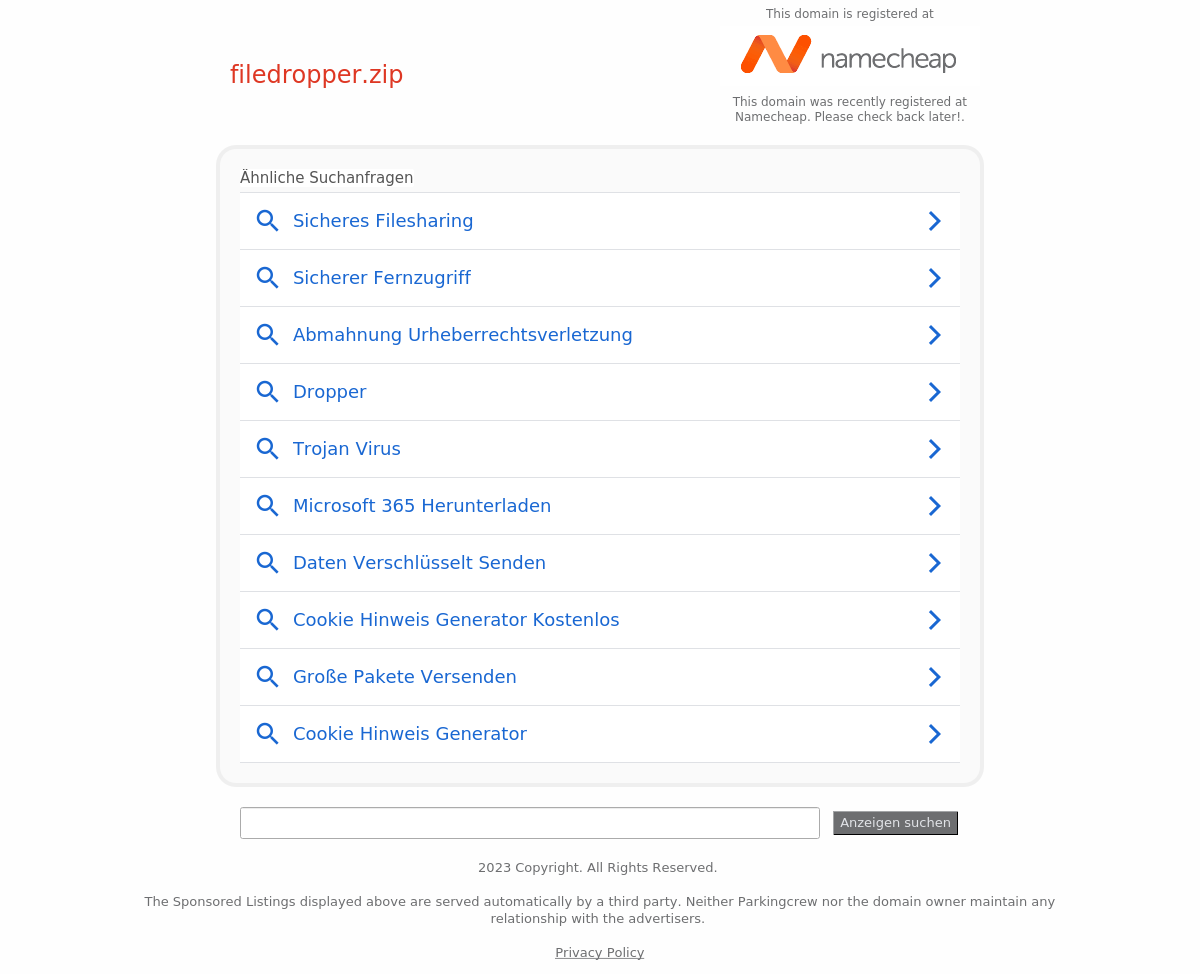 This domain is registered at
namecheap
filedropper.zip
This domain was recently registered at
Namecheap. Please check back later!.
Ähnliche Suchanfragen
Sicheres Filesharing
Sicherer Fernzugriff
Abmahnung Urheberrechtsverletzung
Dropper
Trojan Virus
Microsoft 365 Herunterladen
Daten Verschlüsselt Senden
Cookie Hinweis Generator Kostenlos
Große Pakete Versenden
Cookie Hinweis Generator
Anzeigen suchen
2023 Copyright. All Rights Reserved.
The Sponsored Listings displayed above are served automatically by a third party. Neither Parkingcrew nor the domain owner maintain any
relationship with the advertisers.
Privacy Policy